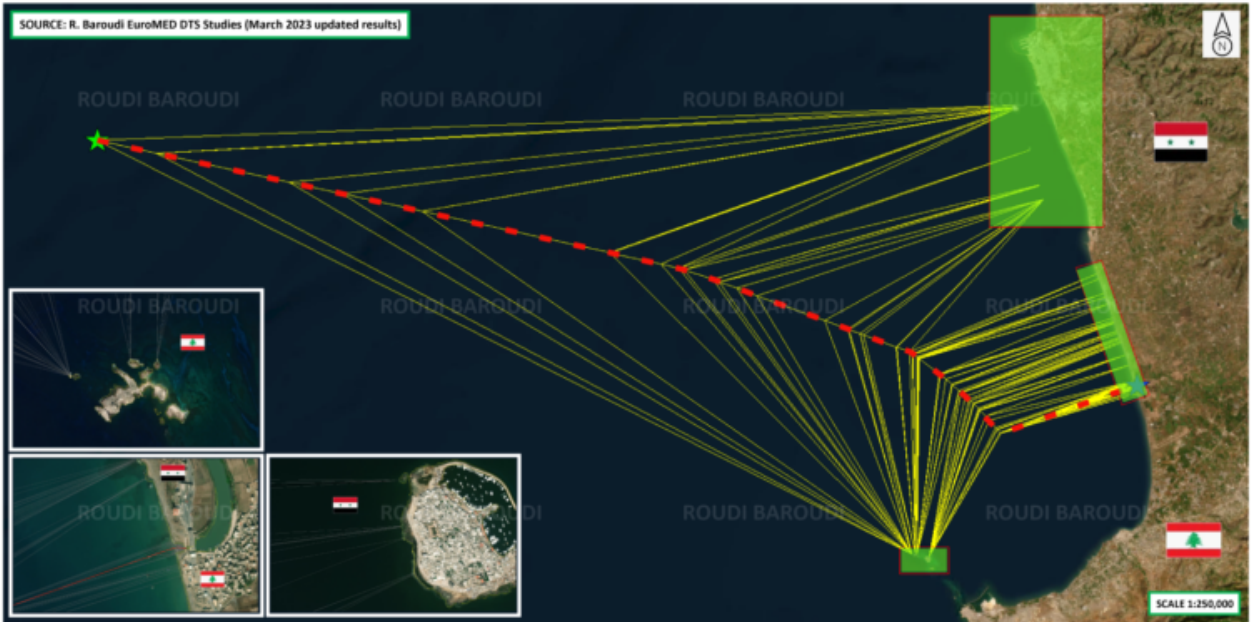 SOURCE: R. Baroudi EuroMED DTS Studies (March 2023 updated results)
N
ROUDI BAROUDI ROUDI BAROUDI ROUDI BAROUDI ROUDI BAROUDI
ROUDI BAROUDI ROUDI BAROUDI ROUDI BAROUDI ROUDI BAROUDI
ROUDI BAROUDI ROUDI BAROUDI ROUDI BAROUDI ROUDI BAROUDI
SCALE 1:250,000